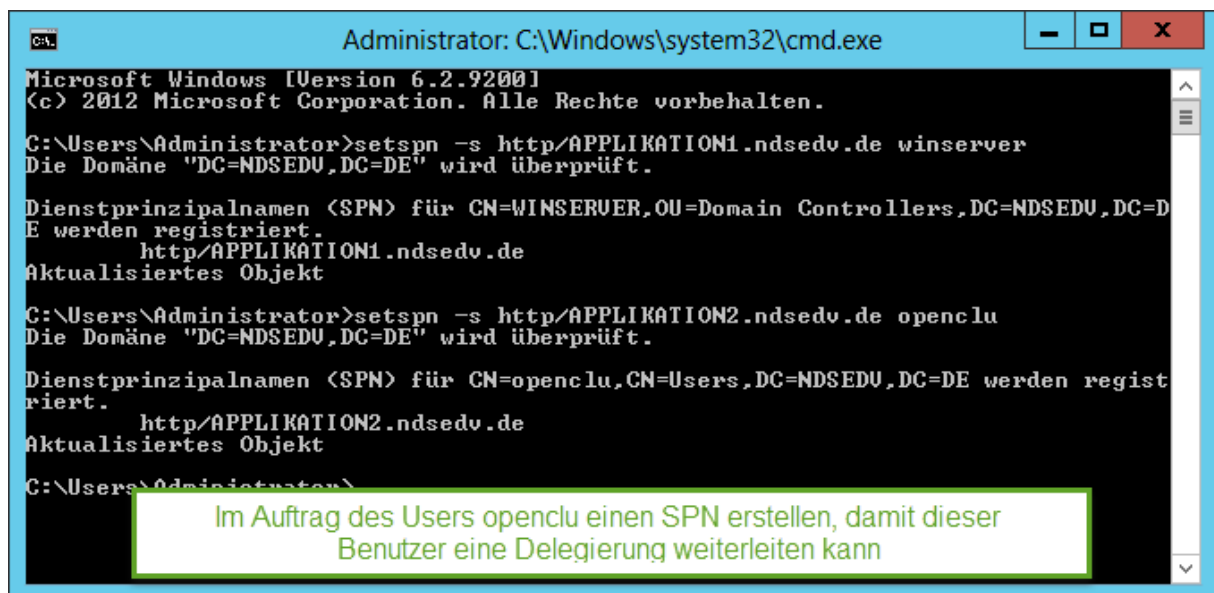 Administrator: C:\Windows\system32\cmd.exe
Microsoft Windows [Version 6.2.9200]
(c) 2012 Microsoft Corporation. Alle Rechte vorbehalten.
C:\Users\Administrator>setspn -s http/APPLIKATION1.ndsedv.de winserver
Die Domäne "DC=NDSEDV,DC=DE" wird überprüft.
Dienstprinzipalnamen (SPN) für CN=WINSERVER,OU=Domain Controllers,DC=NDSEDV,DC=D
E werden registriert.
http/APPLIKATION1.ndsedv.de
Aktualisiertes Objekt
C:\Users\Administrator>setspn -s http/APPLIKATION2.ndsedv.de openclu
Die Domäne "DC=NDSEDV,DC=DE" wird überprüft.
Dienstprinzipalnamen (SPN) für CN=openclu,CN=Users,DC=NDSEDV,DC=DE werden regist
riert.
http/APPLIKATION2.ndsedv.de
Aktualisiertes Objekt
C:\Users\Administrator>
Im Auftrag des Users openclu einen SPN erstellen, damit dieser
Benutzer eine Delegierung weiterleiten kann